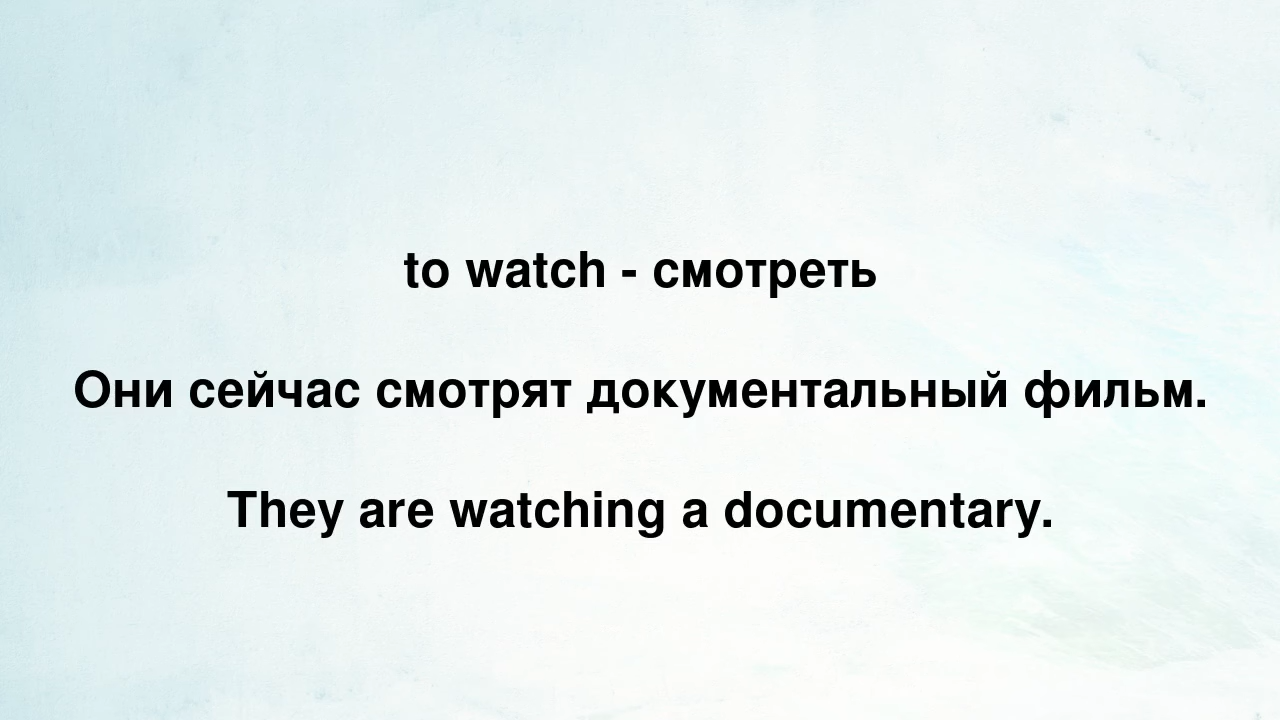 to watch - смотреть
Они сейчас смотрят документальный фильм.
They are watching a documentary.